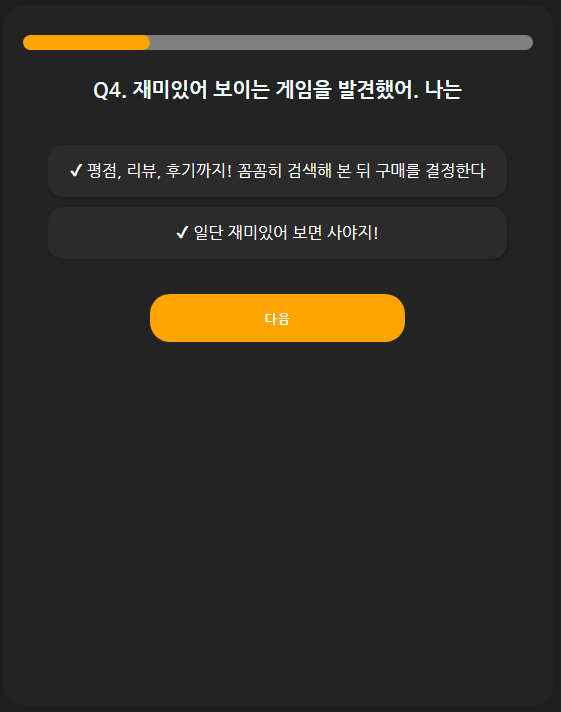 Q4. 재미있어 보이는 게임을 발견했어. 나는
✔ 평점, 리뷰, 후기까지! 꼼꼼히 검색해 본 뒤 구매를 결정한다
✔ 일단 재미있어 보면 사야지!
다음